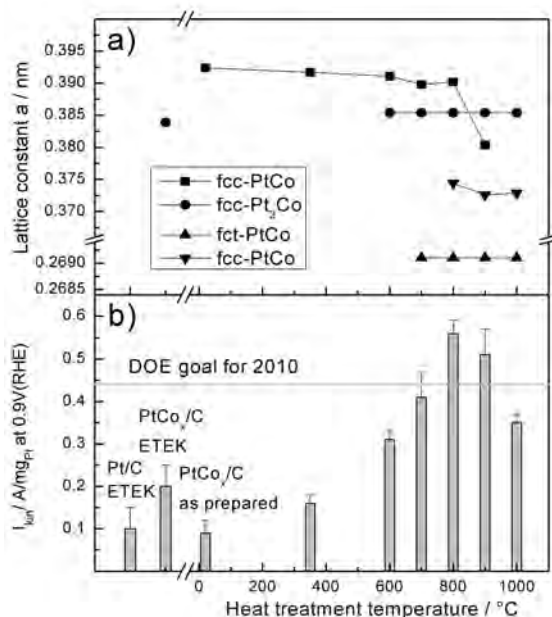 a)
0.395
0.390
0.385
0.380
0.375
0.370
0.2690
0.2685
Lattice constant a / nm
fcc-PtCo
fcc-Pt₃Co
fct-PtCo
fcc-PtCo
b)
0.6
0.5
0.4
0.3
0.2
0.1
I_kin/ A/mg_Pt at 0.9V(RHE)
DOE goal for 2010
PtCoₓ/C
ETEK
Pt/C
ETEK
PtCoₓ/C
as prepared
0 200 400 600 800 1000
Heat treatment temperature / °C